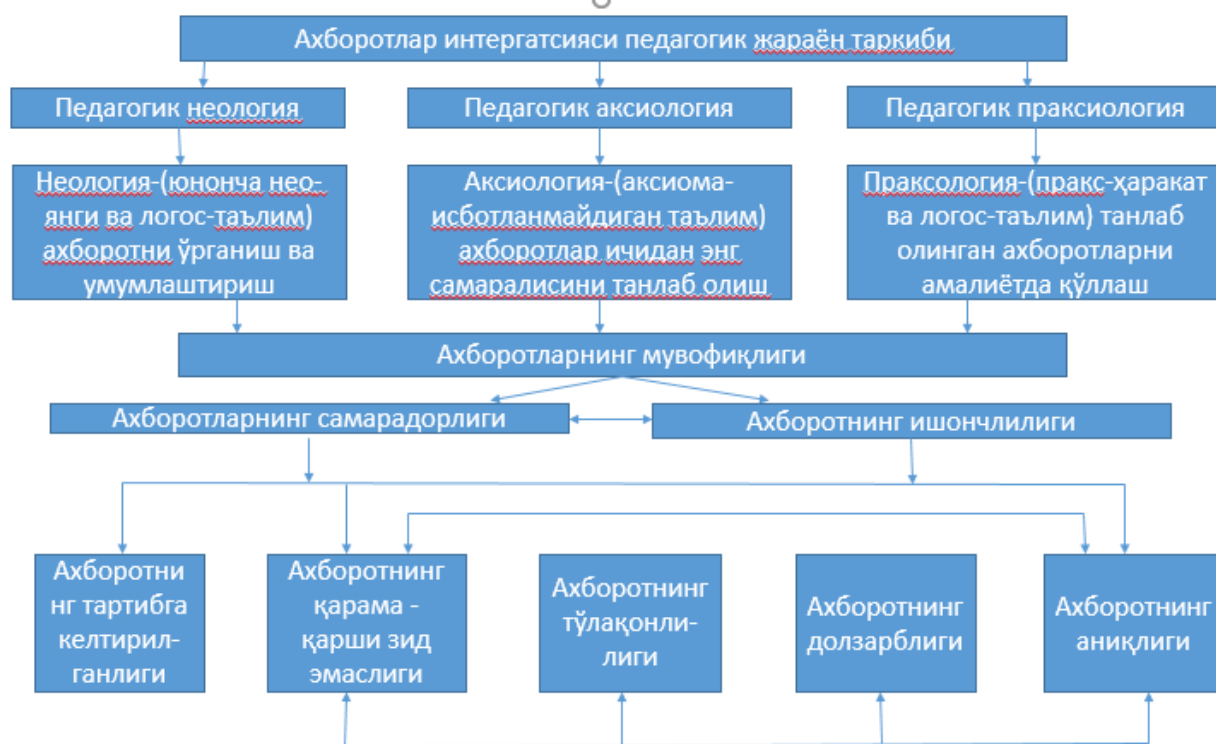 Ахборотлар интергатсияси педагогик жараён таркиби
Педагогик неология
Педагогик аксиология
Педагогик праксиология
Неология-(юнонча нео-
янги ва логос-таълим)
ахборотни ўрганиш ва
умумлаштириш
Аксиология-(аксиома-
исботланмайдиган таълим)
ахборотлар ичидан энг
самаралисини танлаб олиш
Праксология-(пракс-ҳаракат
ва логос-таълим) танлаб
олинган ахборотларни
амалиётда қўллаш
Ахборотларнинг мувофиқлиги
Ахборотларнинг самарадорлиги
Ахборотнинг ишончлилиги
Ахборотни
нг тартибга
келтирил-
ганлиги
Ахборотнинг
қарама -
қарши зид
эмаслиги
Ахборотнинг
тўлақонли-
лиги
Ахборотнинг
долзарблиги
Ахборотнинг
аниқлиги